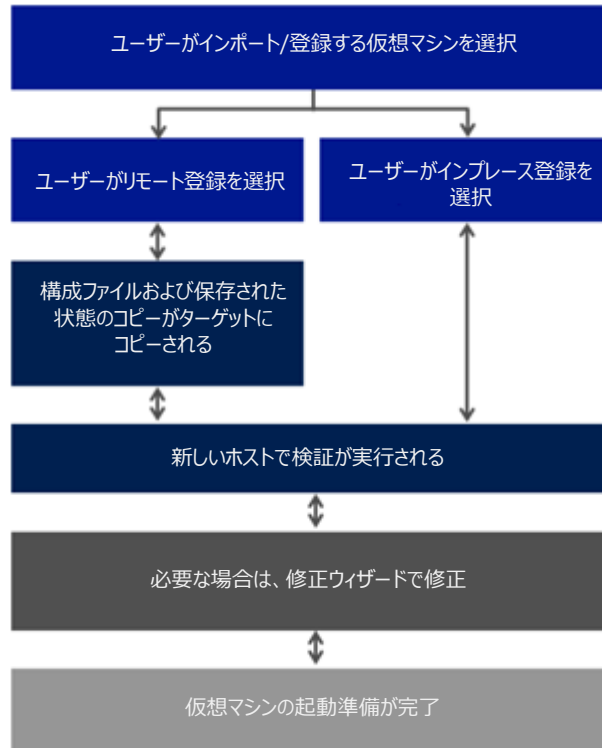 ユーザーがインポート/登録する仮想マシンを選択
ユーザーがリモート登録を選択
ユーザーがインプレース登録を
選択
構成ファイルおよび保存された
状態のコピーがターゲットに
コピーされる
新しいホストで検証が実行される
必要な場合は、修正ウィザードで修正
仮想マシンの起動準備が完了